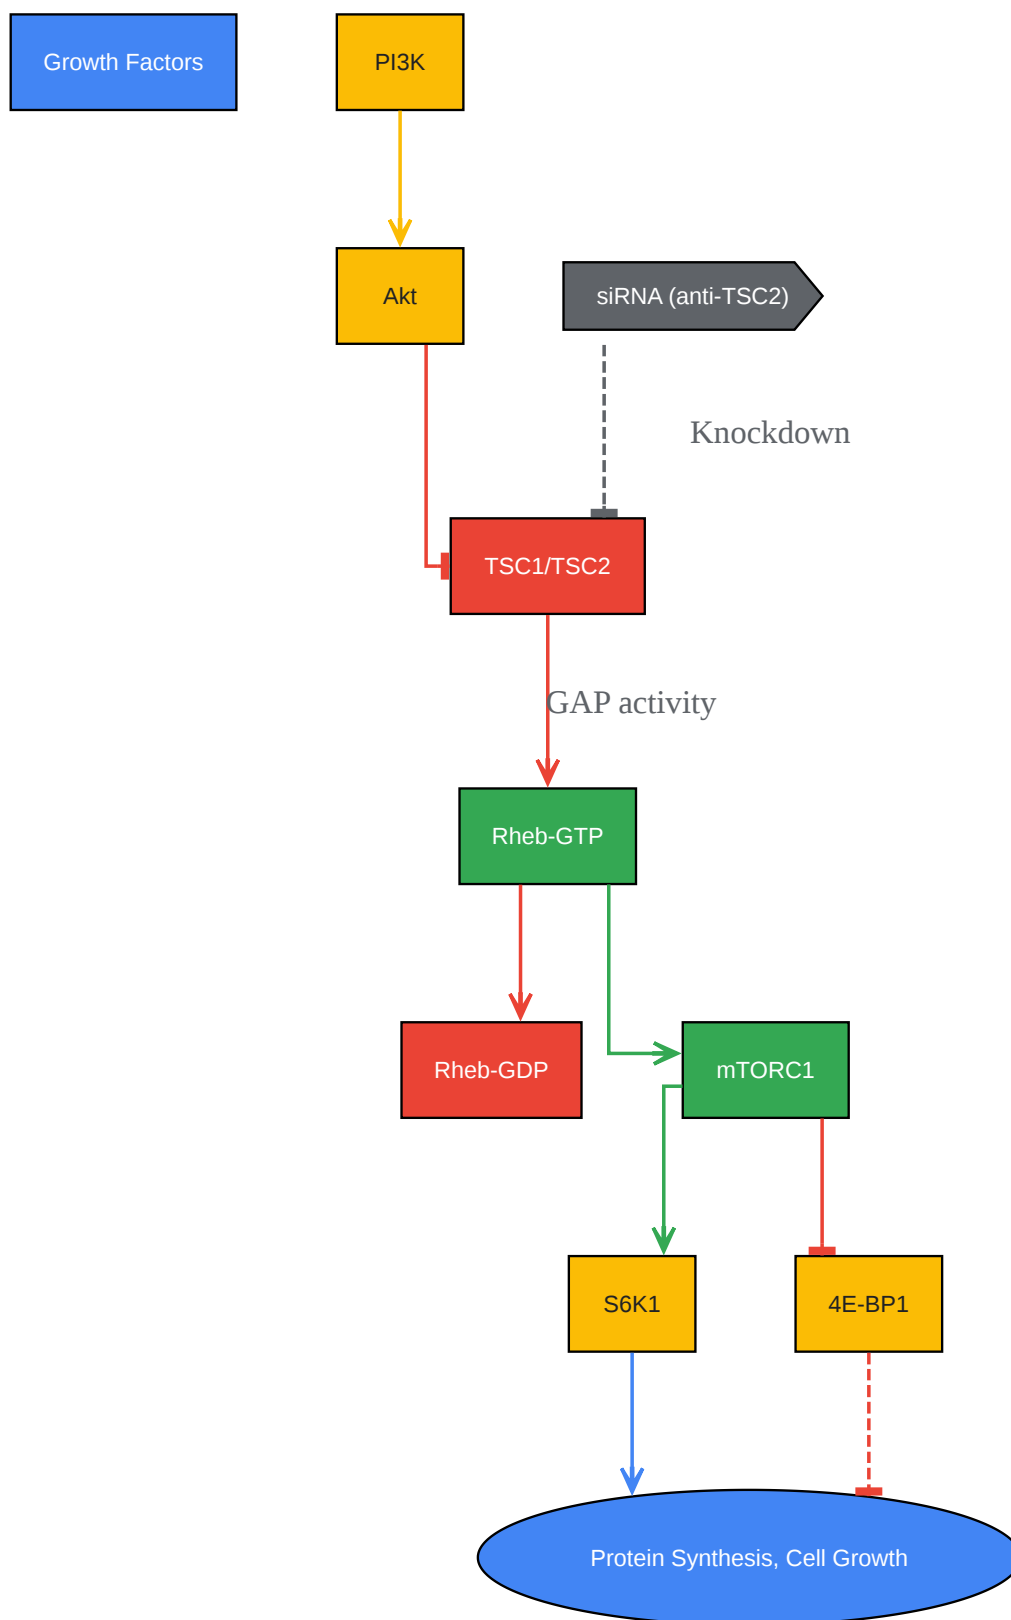 Growth Factors
PI3K
Akt
siRNA (anti-TSC2)
Knockdown
TSC1/TSC2
GAP activity
Rheb-GTP
Rheb-GDP
mTORC1
S6K1
4E-BP1
Protein Synthesis, Cell Growth